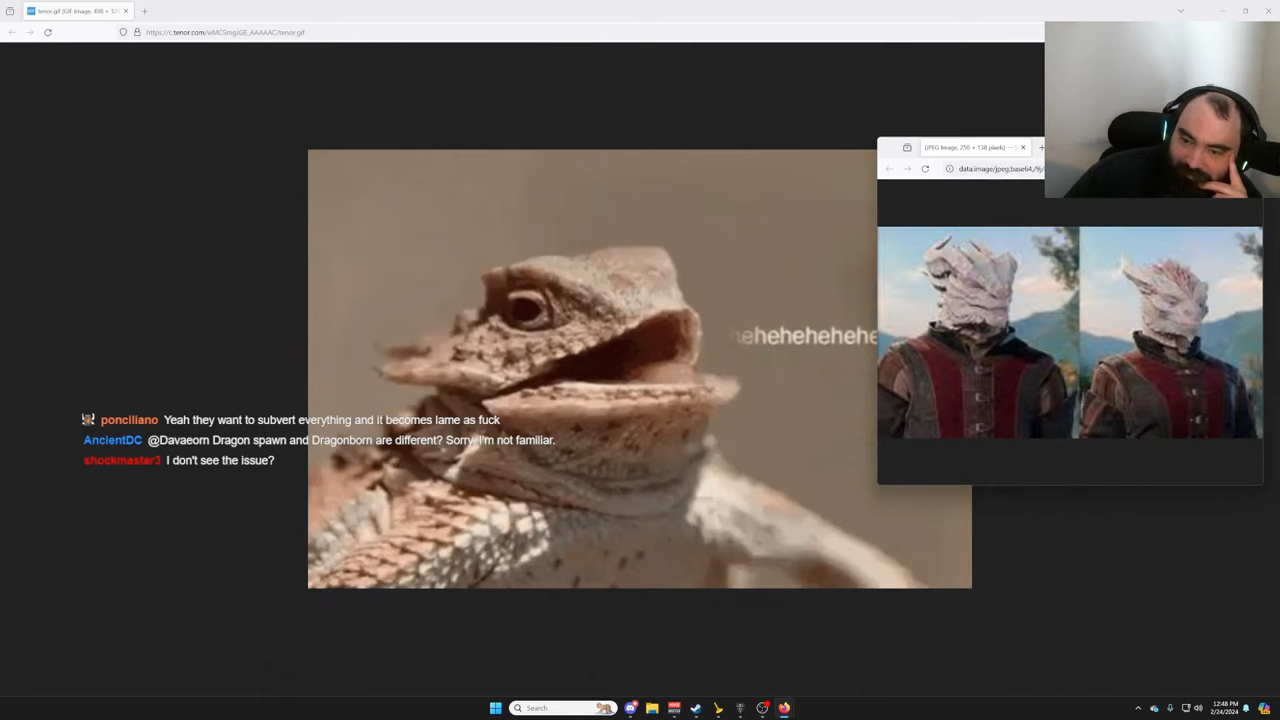 tenor.gif (GIF Image, 498 × 329
https://c.tenor.com/wMCSmgJGE_AAAAAC/tenor.gif
[JPEG Image, 250 × 138 pixels] —
data:image/jpeg;base64,/9j/
hehehehehehe
ponciliano Yeah they want to subvert everything and it becomes lame as fuck
AncientDC @Davaeorn Dragon spawn and Dragonborn are different? Sorry, I'm not familiar.
shockmaster3 I don't see the issue?
Search
12:48 PM
2/24/2024